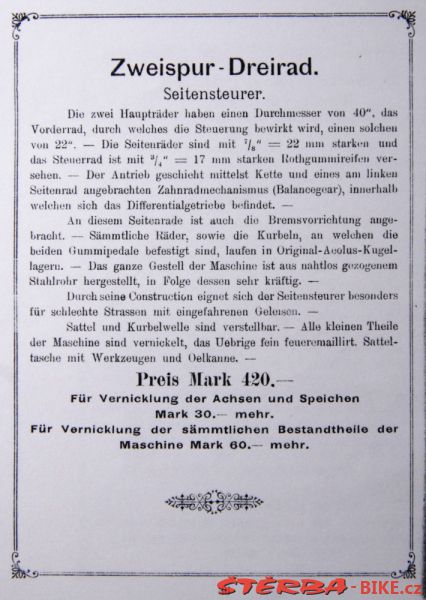 Zweispur-Dreirad.
Seitensteurer.
Die zwei Haupträder haben einen Durchmesser von 40", das
Vorderrad, durch welches die Steuerung bewirkt wird, einen solchen
von 22". — Die Seitenräder sind mit ⅞" = 22 mm starken und
das Steuerrad ist mit ¾" = 17 mm starken Rothgummireifen ver-
sehen. — Der Antrieb geschieht mittelst Kette und eines am linken
Seitenrad angebrachten Zahnradmechanismus (Balancegear), innerhalb
welchen sich das Differentialgetriebe befindet. —
An diesem Seitenrade ist auch die Bremsvorrichtung ange-
bracht. — Sämmtliche Räder, sowie die Kurbeln, an welchen die
beiden Gummipedale befestigt sind, laufen in Original-Aeolus-Kugel-
lagern. — Das ganze Gestell der Maschine ist aus nahtlos gezogenem
Stahlrohr hergestellt, in Folge dessen sehr kräftig. —
Durch seine Construction eignet sich der Seitensteurer besonders
für schlechte Strassen mit eingefahrenen Geleisen. —
Sattel und Kurbelwelle sind verstellbar. — Alle kleinen Theile
der Maschine sind vernickelt, das Uebrige fein feueremaillirt. Sattel-
tasche mit Werkzeugen und Oelkanne. —
Preis Mark 420.—
Für Vernicklung der Achsen und Speichen
Mark 30.— mehr.
Für Vernicklung der sämmtlichen Bestandtheile der
Maschine Mark 60.— mehr.
ŠTĚRBA-BIKE.cz